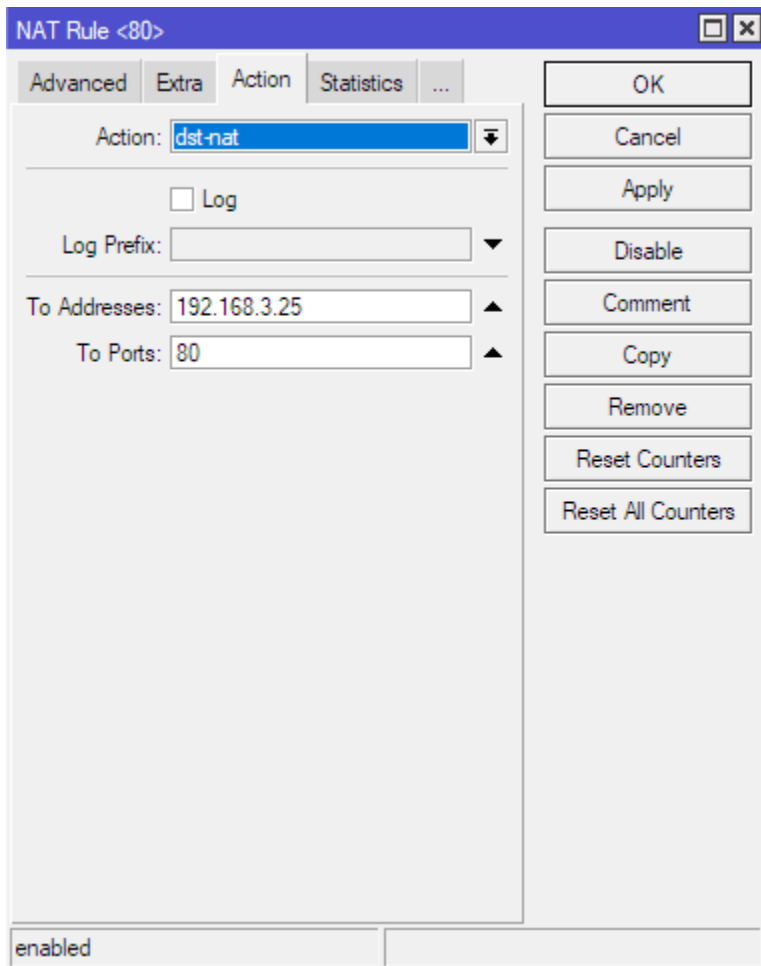 NAT Rule <80>
Advanced Extra Action Statistics ...
Action: dst-nat
Log
Log Prefix:
To Addresses: 192.168.3.25
To Ports: 80
OK
Cancel
Apply
Disable
Comment
Copy
Remove
Reset Counters
Reset All Counters
enabled